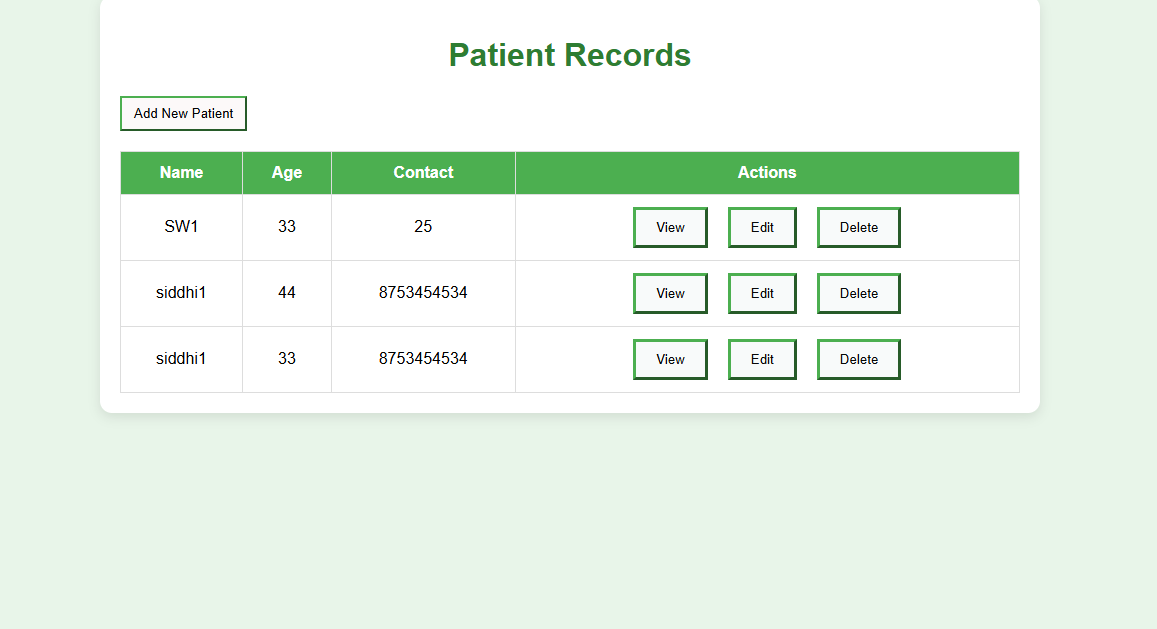 Patient Records
Add New Patient
Name Age Contact Actions
SW1 33 25 View Edit Delete
siddhi1 44 8753454534 View Edit Delete
siddhi1 33 8753454534 View Edit Delete